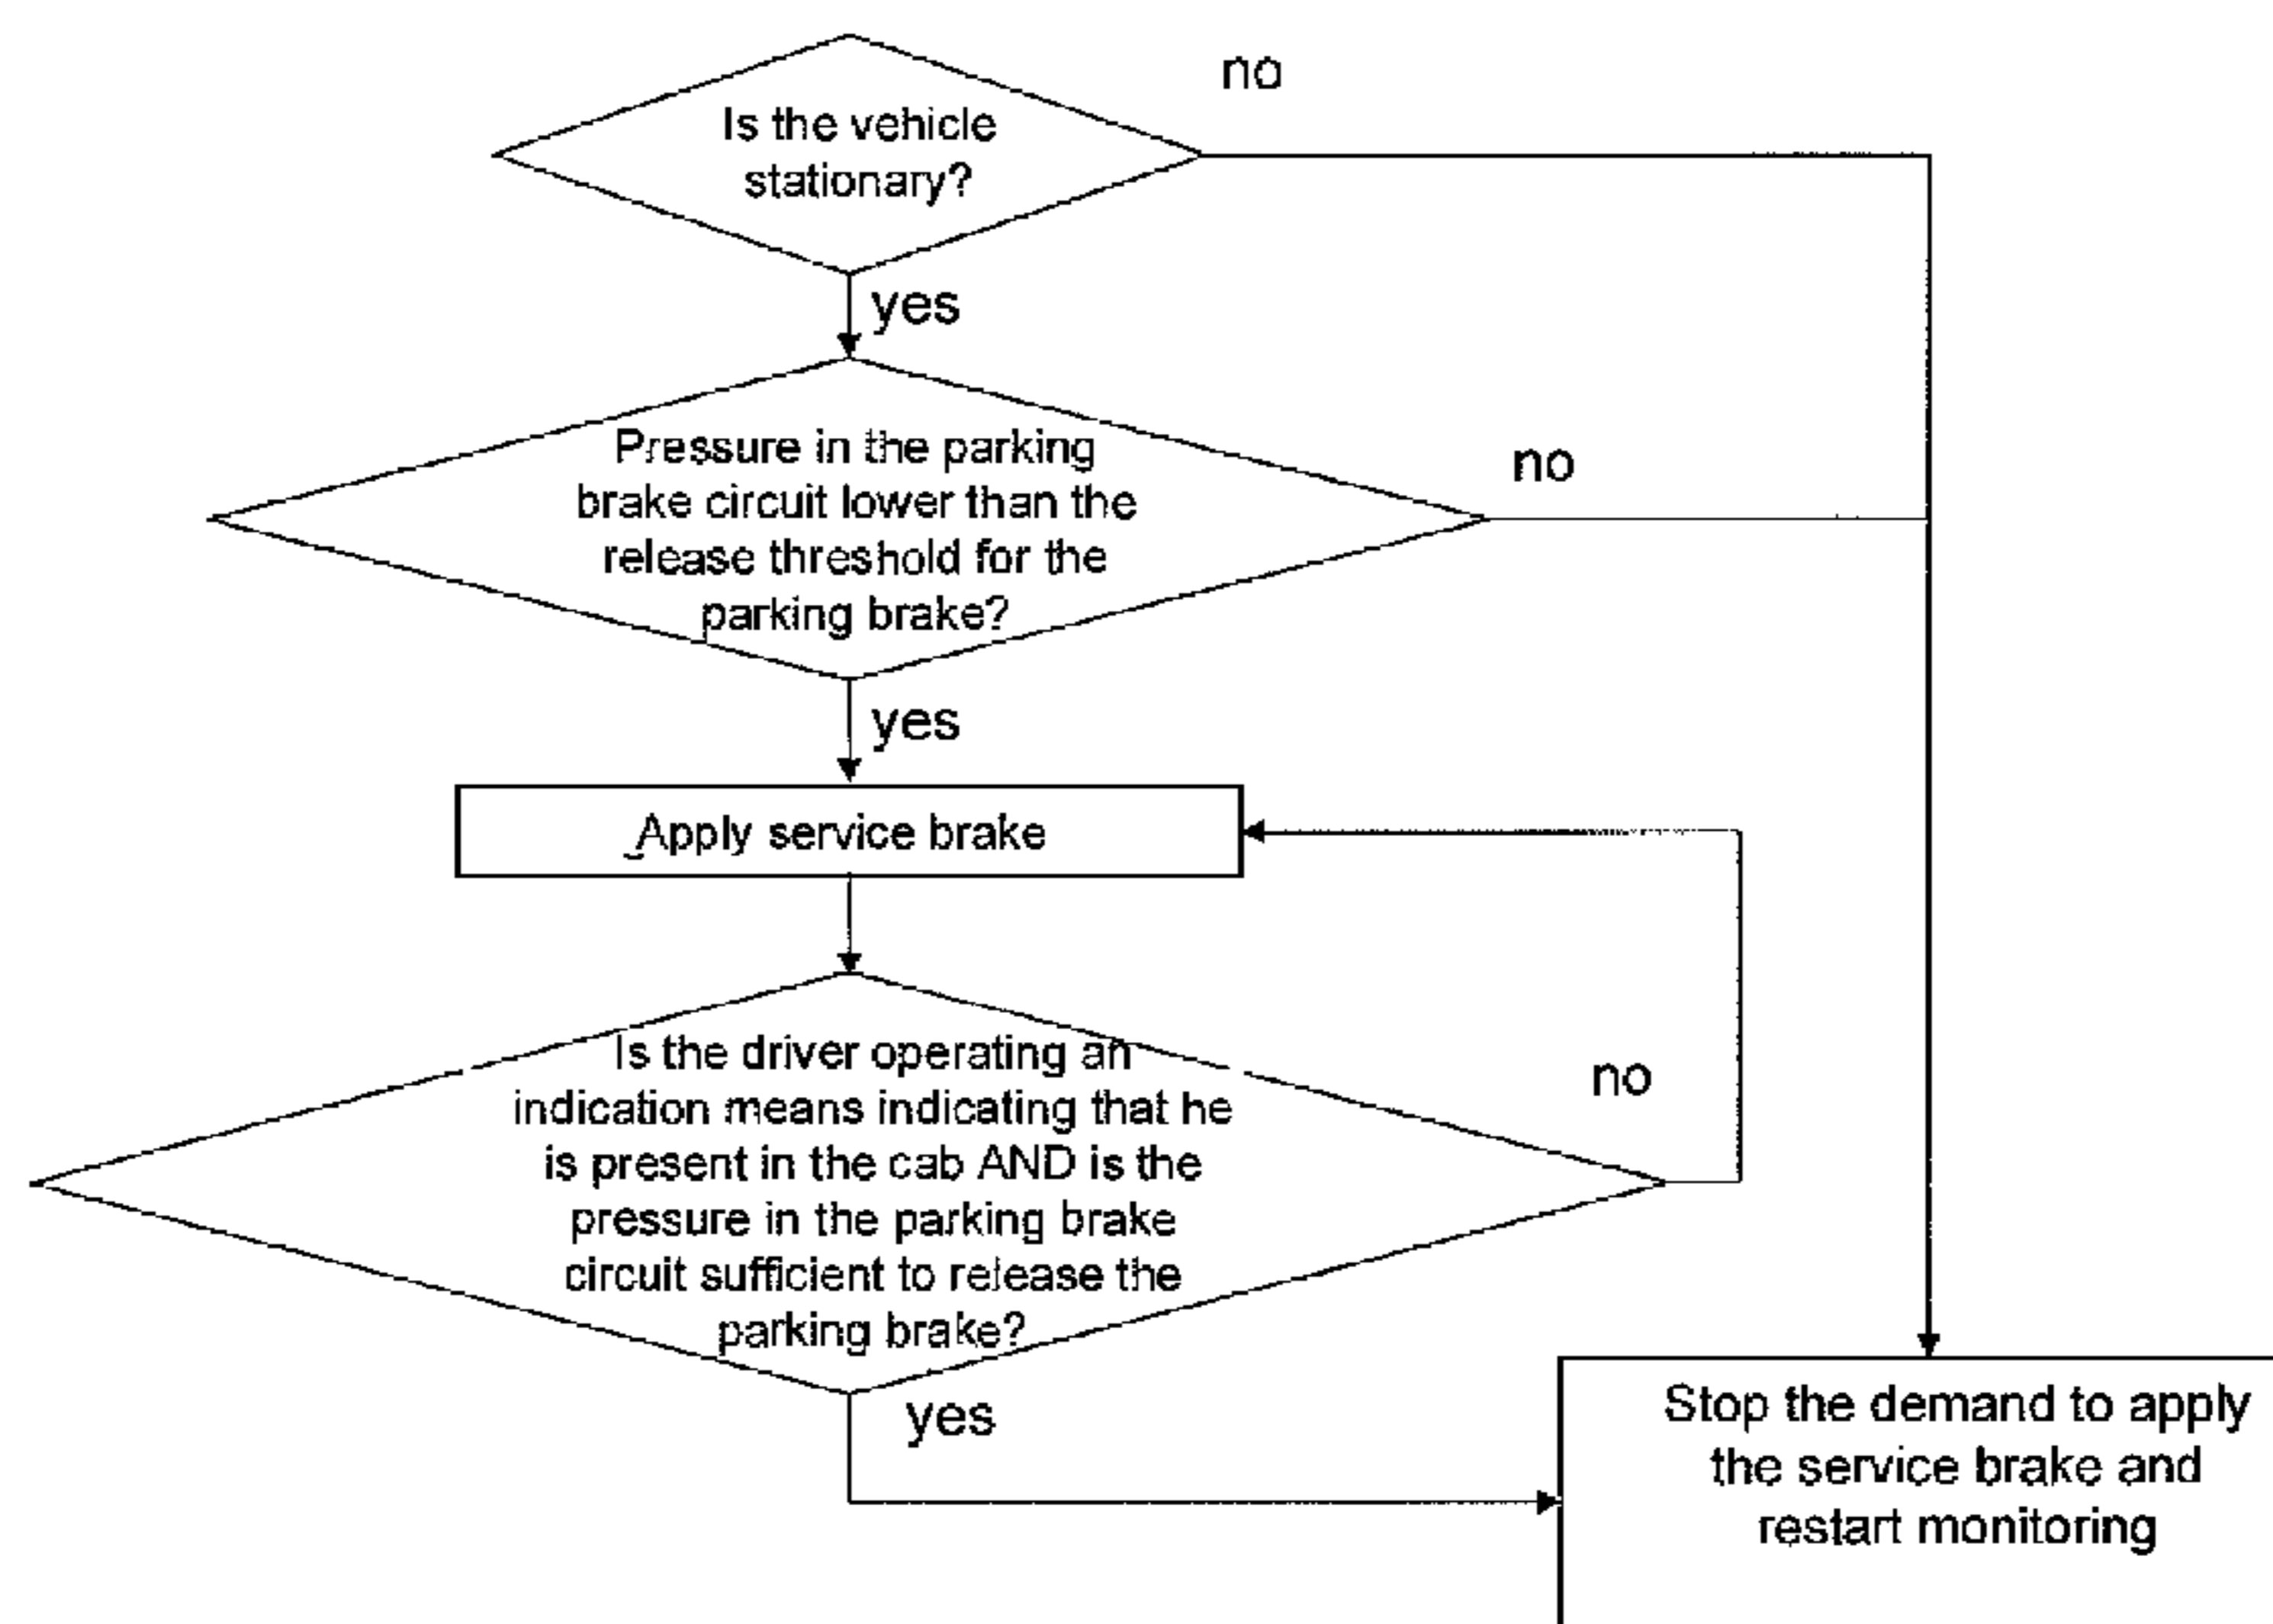 no
Is the vehicle
stationary?
yes
Pressure in the parking
brake circuit lower than the
release threshold for the
parking brake?
no
yes
Apply service brake
Is the driver operating an
indication means indicating that he
is present in the cab AND is the
pressure in the parking brake
circuit sufficient to release the
parking brake?
no
yes
Stop the demand to apply
the service brake and
restart monitoring